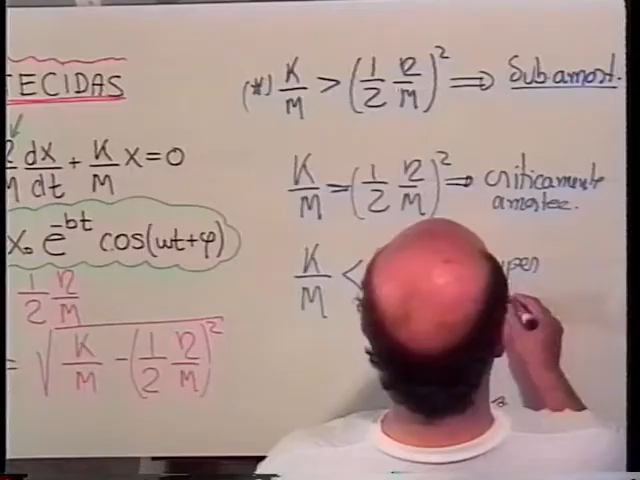 TECIDAS
r/M dx/dt + K/M x = 0
x₀ e^-bt cos(wt+φ)
1/2 r/M
= √(K/M - (1/2 r/M)²)
(*) K/M > (1/2 r/M)² ⟹ Subamort.
K/M = (1/2 r/M)² ⟹ criticamente
amortec.
K/M <